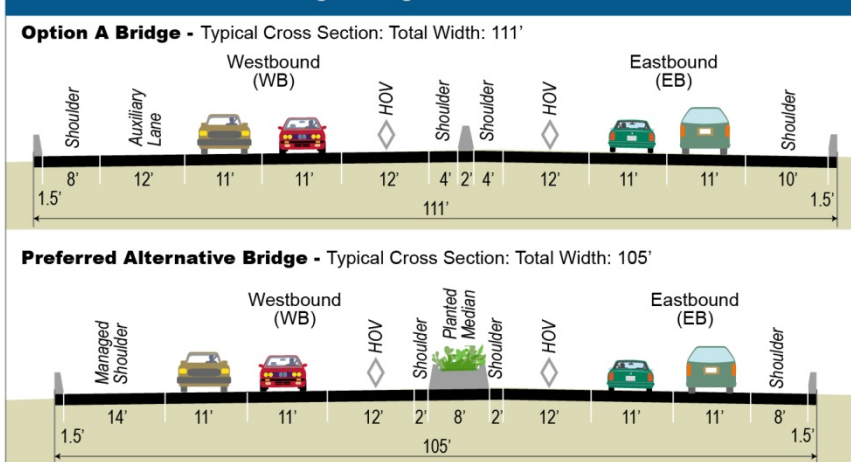 Option A Bridge - Typical Cross Section: Total Width: 111'
Westbound
(WB)
Eastbound
(EB)
Shoulder
Auxiliary
Lane
HOV
Shoulder
Shoulder
HOV
Shoulder
1.5'
8'
12'
11'
11'
12'
4'
2'
4'
12'
11'
11'
10'
1.5'
111'
Preferred Alternative Bridge - Typical Cross Section: Total Width: 105'
Westbound
(WB)
Eastbound
(EB)
Managed
Shoulder
HOV
Shoulder
Planted
Median
Shoulder
HOV
Shoulder
1.5'
14'
11'
11'
12'
2'
8'
2'
12'
11'
11'
8'
1.5'
105'